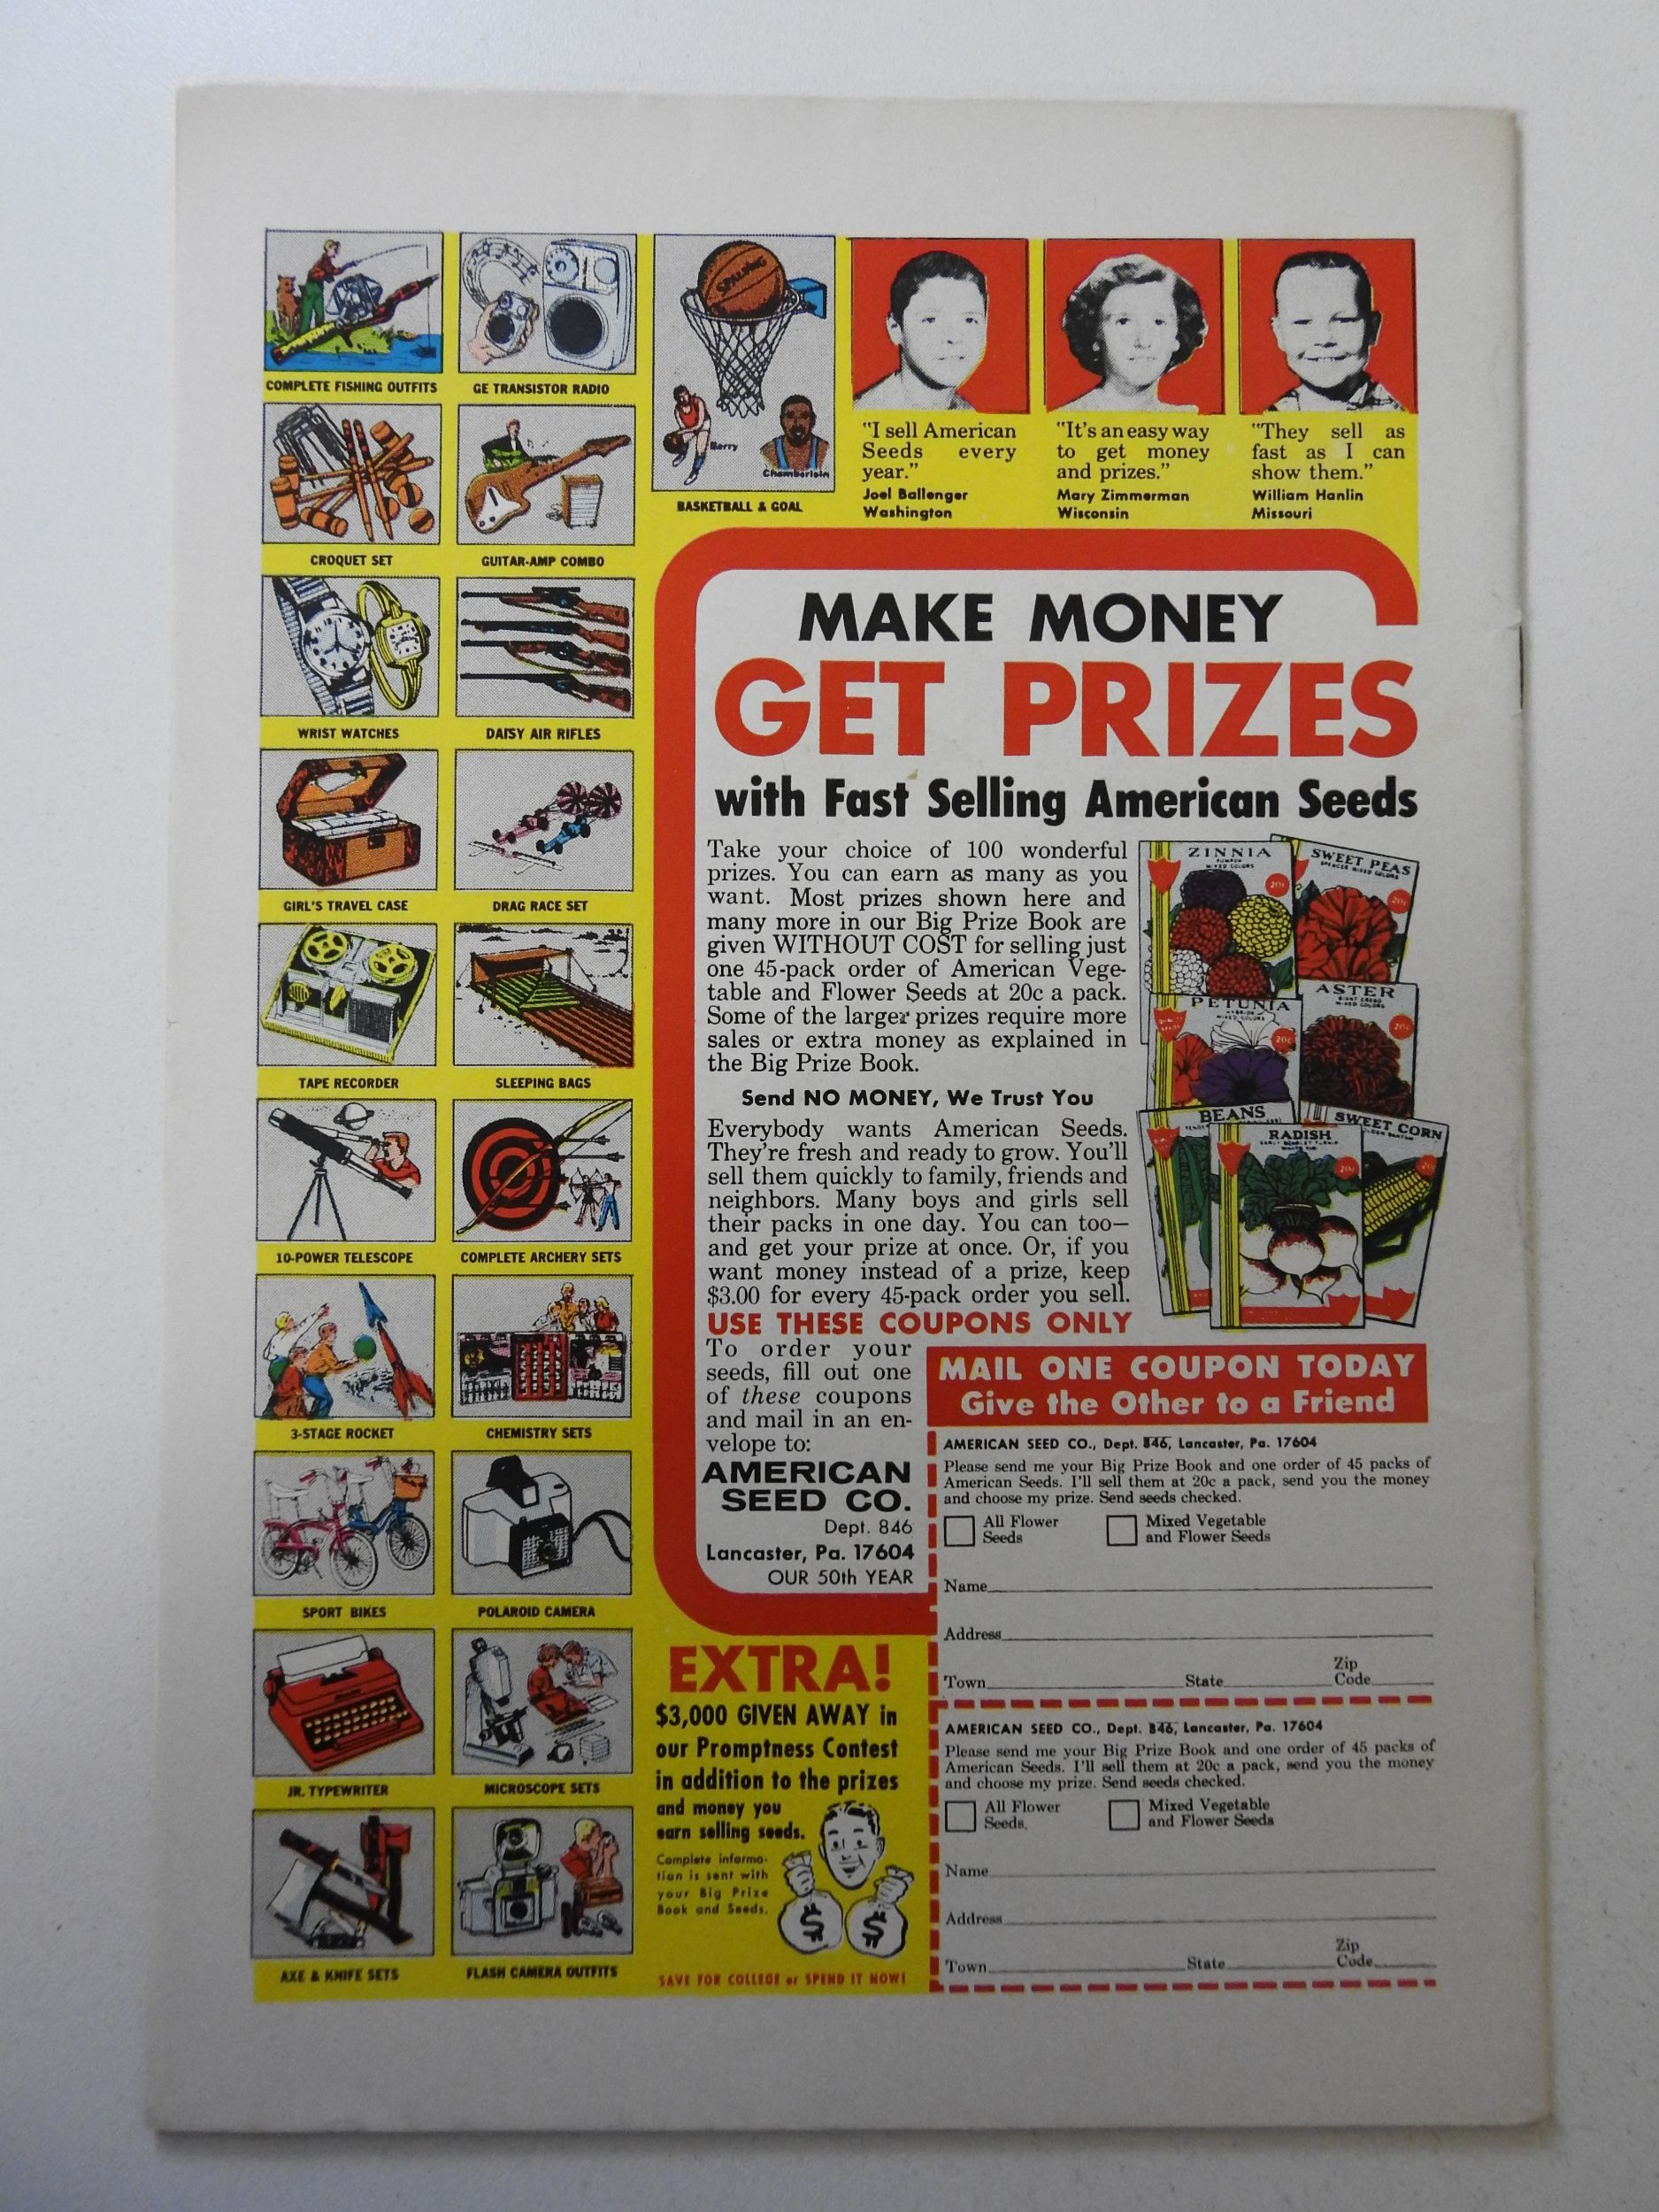 COMPLETE FISHING OUTFITS
GE TRANSISTOR RADIO
CROQUET SET
GUITAR-AMP COMBO
WRIST WATCHES
DAISY AIR RIFLES
GIRL'S TRAVEL CASE
DRAG RACE SET
TAPE RECORDER
SLEEPING BAGS
10-POWER TELESCOPE
COMPLETE ARCHERY SETS
3-STAGE ROCKET
CHEMISTRY SETS
SPORT BIKES
POLAROID CAMERA
JR. TYPEWRITER
MICROSCOPE SETS
AXE & KNIFE SETS
FLASH CAMERA OUTFITS
SPALDING
Barry
Chamberlain
BASKETBALL & GOAL
"I sell American
Seeds every
year."
Joel Ballenger
Washington
"It's an easy way
to get money
and prizes."
Mary Zimmerman
Wisconsin
"They sell as
fast as I can
show them."
William Hanlin
Missouri
MAKE MONEY
GET PRIZES
with Fast Selling American Seeds
Take your choice of 100 wonderful
prizes. You can earn as many as you
want. Most prizes shown here and
many more in our Big Prize Book are
given WITHOUT COST for selling just
one 45-pack order of American Vege-
table and Flower Seeds at 20c a pack.
Some of the larger prizes require more
sales or extra money as explained in
the Big Prize Book.
Send NO MONEY, We Trust You
Everybody wants American Seeds.
They're fresh and ready to grow. You'll
sell them quickly to family, friends and
neighbors. Many boys and girls sell
their packs in one day. You can too—
and get your prize at once. Or, if you
want money instead of a prize, keep
$3.00 for every 45-pack order you sell.
USE THESE COUPONS ONLY
To order your
seeds, fill out one
of these coupons
and mail in an en-
velope to:
AMERICAN
SEED CO.
Dept. 846
Lancaster, Pa. 17604
OUR 50th YEAR
ZINNIA
MIXED COLORS
20¢
SWEET PEAS
SPENCER MIXED COLORS
20¢
PETUNIA
MIXED COLORS
20¢
ASTER
MIXED COLORS
20¢
BEANS
RADISH
20¢
SWEET CORN
20¢
MAIL ONE COUPON TODAY
Give the Other to a Friend
AMERICAN SEED CO., Dept. 846, Lancaster, Pa. 17604
Please send me your Big Prize Book and one order of 45 packs of
American Seeds. I'll sell them at 20c a pack, send you the money
and choose my prize. Send seeds checked.
All Flower
Seeds
Mixed Vegetable
and Flower Seeds
Name
Address
Town State Zip
Code
AMERICAN SEED CO., Dept. 846, Lancaster, Pa. 17604
Please send me your Big Prize Book and one order of 45 packs of
American Seeds. I'll sell them at 20c a pack, send you the money
and choose my prize. Send seeds checked.
All Flower
Seeds.
Mixed Vegetable
and Flower Seeds
Name
Address
Town State Zip
Code
EXTRA!
$3,000 GIVEN AWAY in
our Promptness Contest
in addition to the prizes
and money you
earn selling seeds.
Complete informa-
tion is sent with
your Big Prize
Book and Seeds.
$ $
SAVE FOR COLLEGE or SPEND IT NOW!